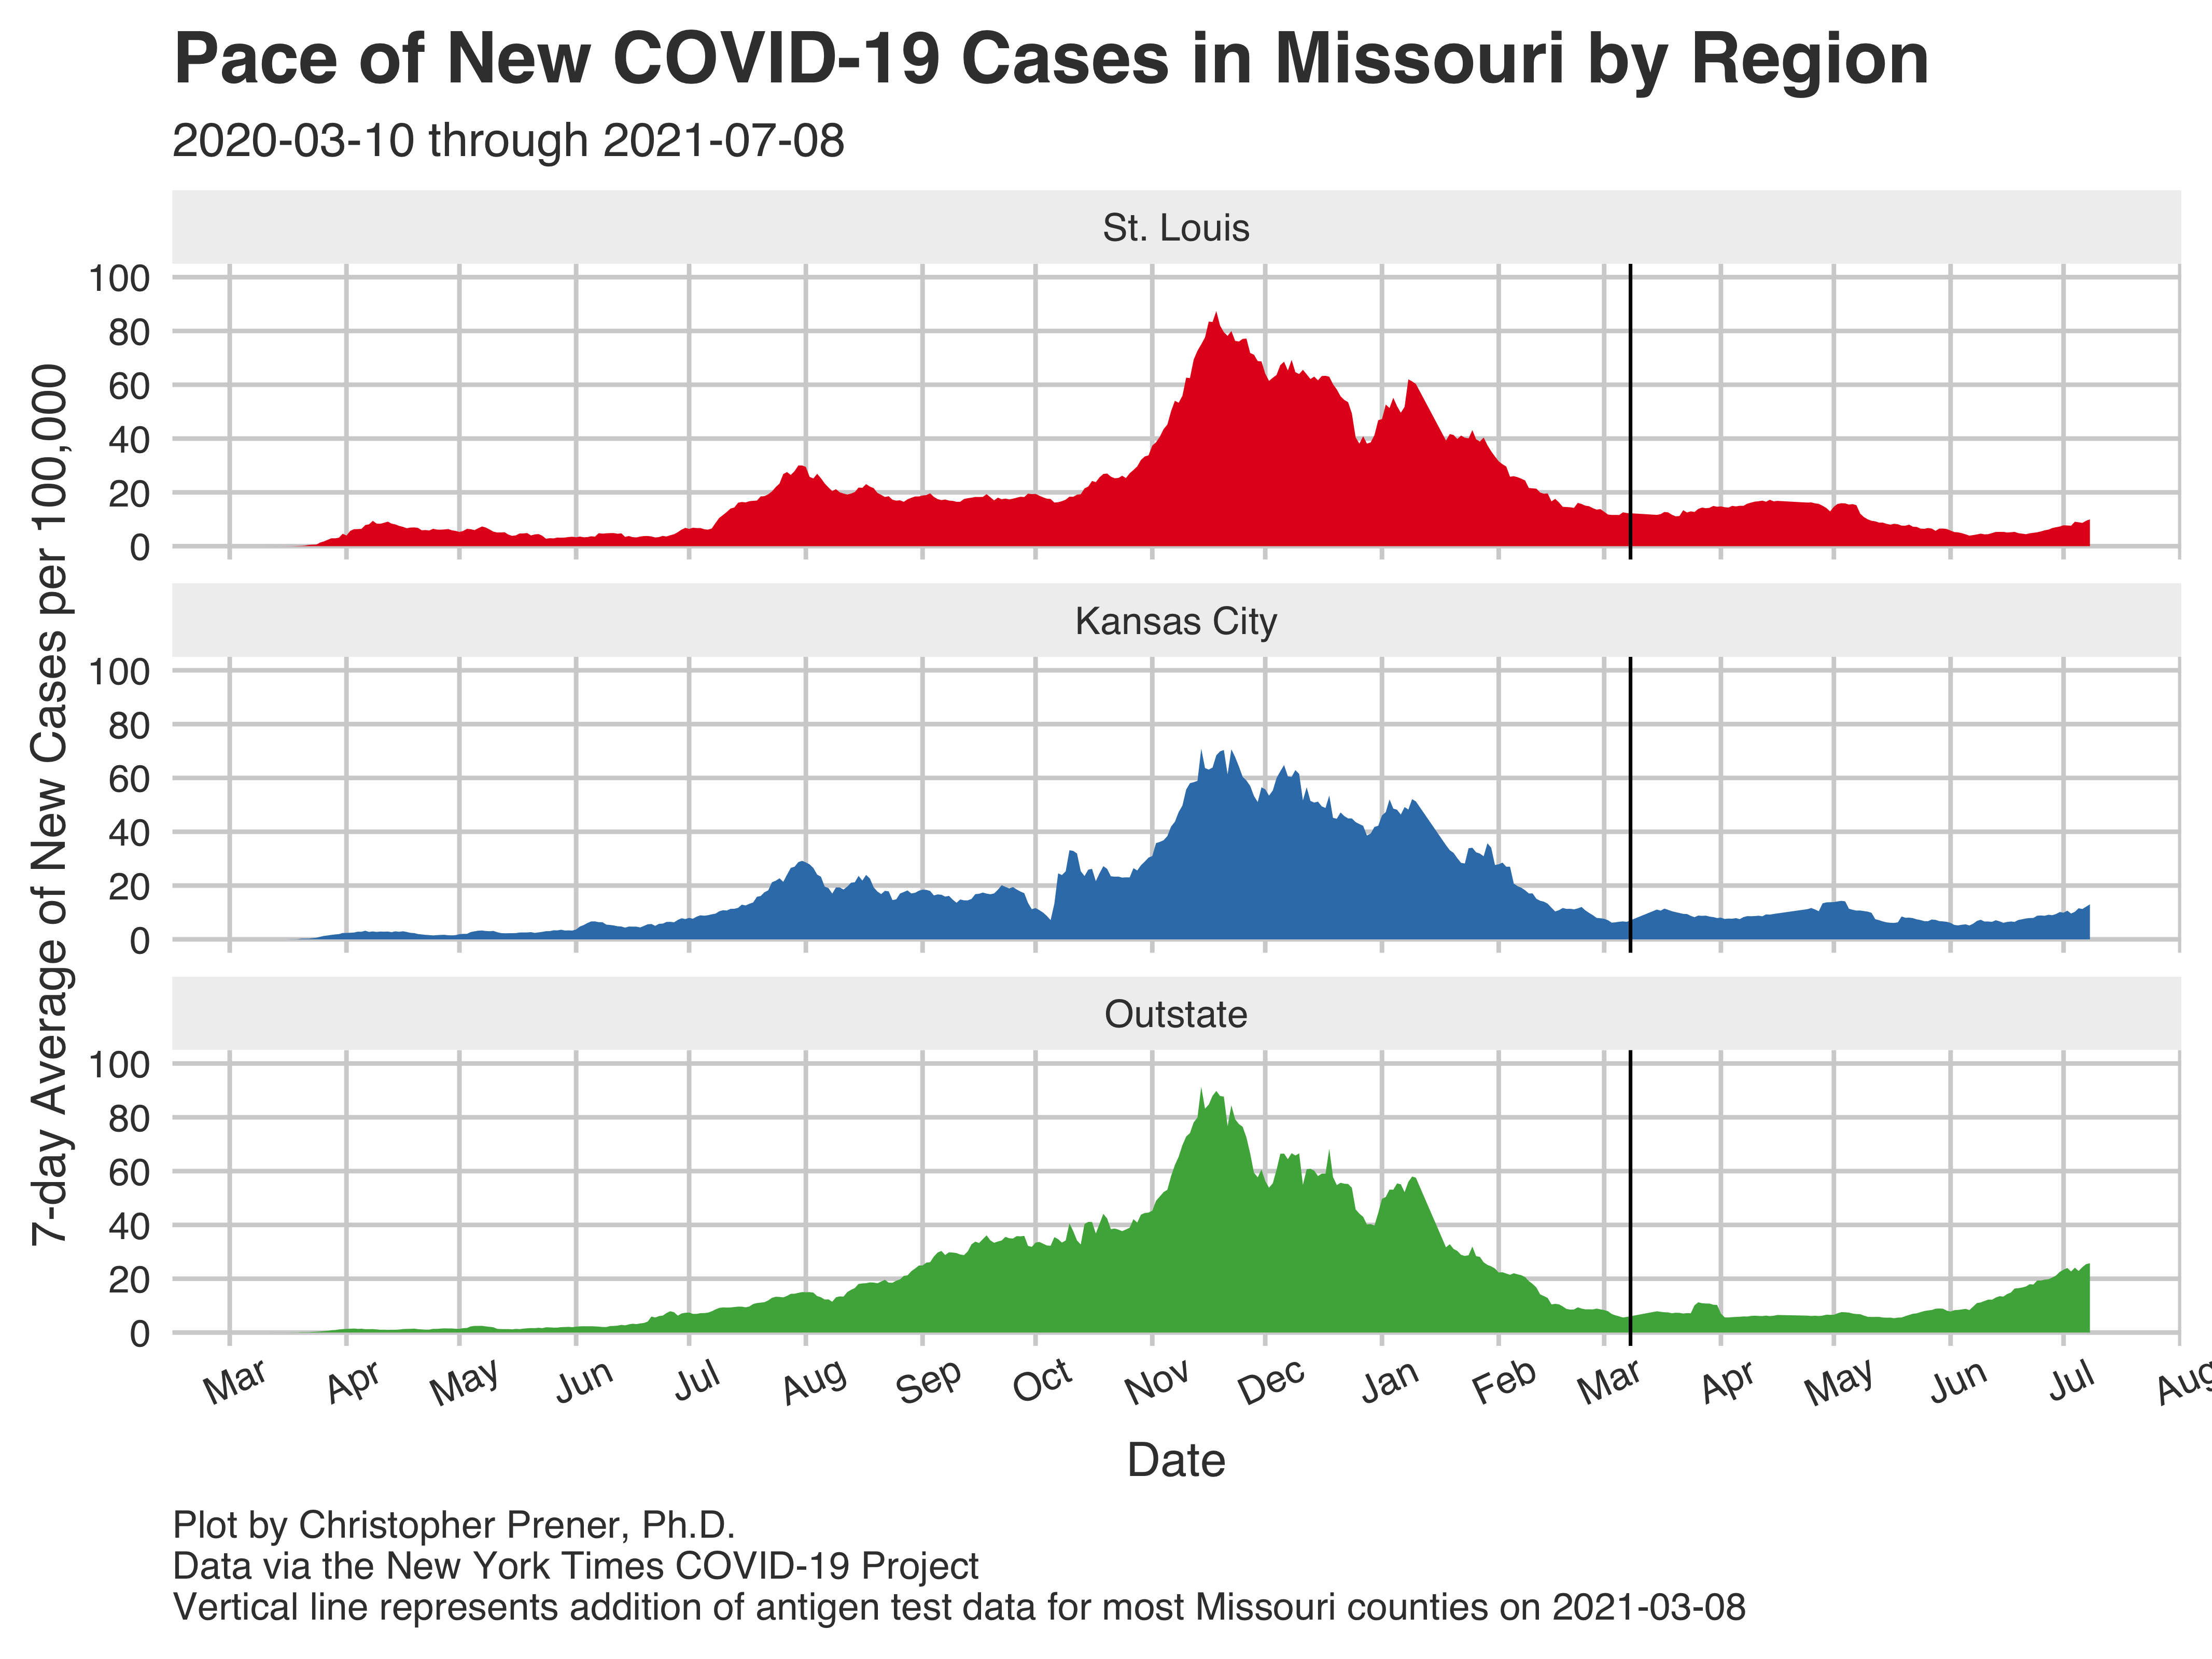 Pace of New COVID-19 Cases in Missouri by Region
2020-03-10 through 2021-07-08
7-day Average of New Cases per 100,000
St. Louis
100
80
60
40
20
0
Kansas City
100
80
60
40
20
0
Outstate
100
80
60
40
20
0
Mar Apr May Jun Jul Aug Sep Oct Nov Dec Jan Feb Mar Apr May Jun Jul Aug
Date
Plot by Christopher Prener, Ph.D.
Data via the New York Times COVID-19 Project
Vertical line represents addition of antigen test data for most Missouri counties on 2021-03-08